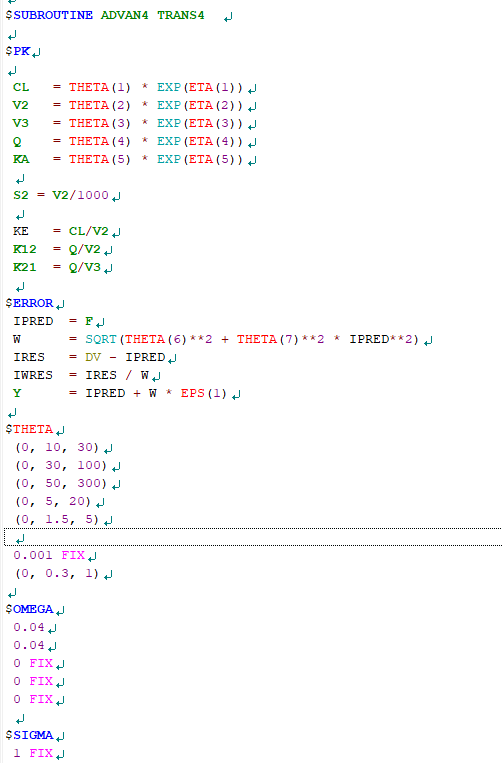 $SUBROUTINE ADVAN4 TRANS4
$PK
CL   = THETA(1) * EXP(ETA(1))
V2   = THETA(2) * EXP(ETA(2))
V3   = THETA(3) * EXP(ETA(3))
Q    = THETA(4) * EXP(ETA(4))
KA   = THETA(5) * EXP(ETA(5))
S2 = V2/1000
KE   = CL/V2
K12  = Q/V2
K21  = Q/V3
$ERROR
IPRED  = F
W      = SQRT(THETA(6)**2 + THETA(7)**2 * IPRED**2)
IRES   = DV - IPRED
IWRES  = IRES / W
Y      = IPRED + W * EPS(1)
$THETA
(0, 10, 30)
(0, 30, 100)
(0, 50, 300)
(0, 5, 20)
(0, 1.5, 5)
0.001 FIX
(0, 0.3, 1)
$OMEGA
0.04
0.04
0 FIX
0 FIX
0 FIX
$SIGMA
1 FIX